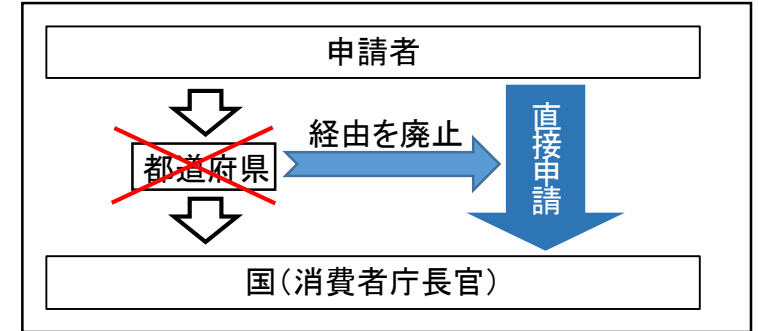 申請者
経由を廃止
都道府県
直接申請
国（消費者庁長官）